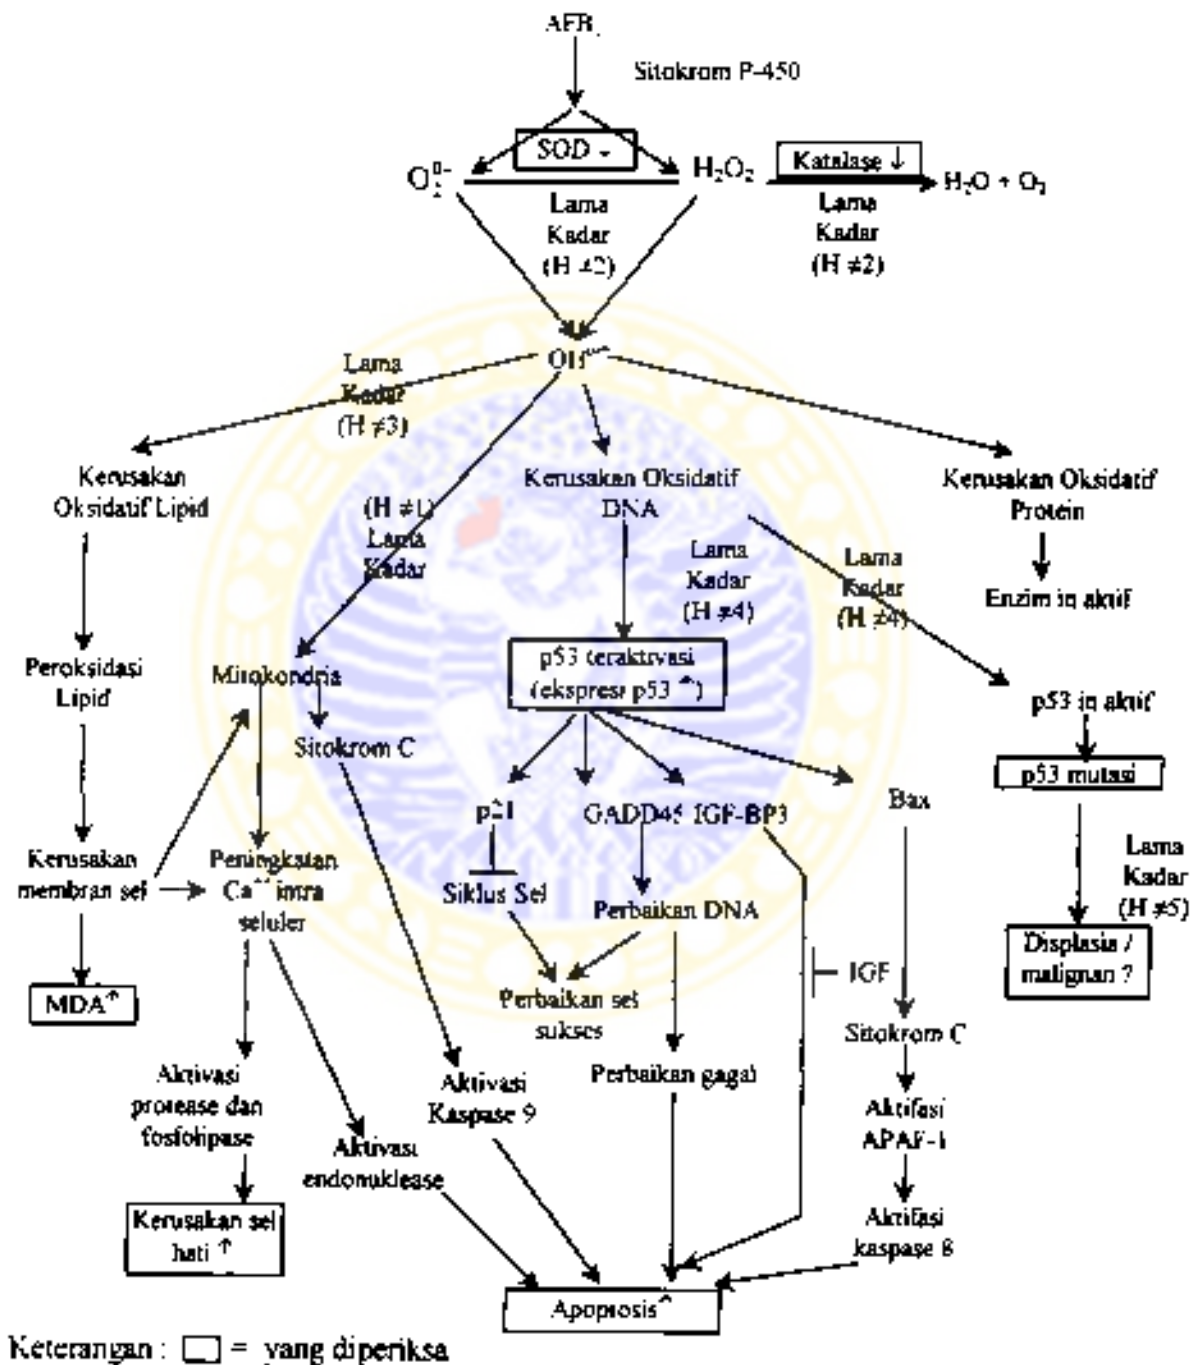 AFB
Sitokrom P-450
SOD
Katalase ↓
H₂O₂
H₂O + O₂
Lama
Kadar
(H ≠2)
Lama
Kadar
(H ≠2)
Lama
Kadar
(H ≠3)
Kerusakan
Oksidatif Lipid
(H ≠1)
Lama
Kadar
Kerusakan Oksidatif
DNA
Kerusakan Oksidatif
Protein
Lama
Kadar
(H ≠4)
Lama
Kadar
(H ≠4)
Enzim in aktif
Peroksidasi
Lipid
Mitokondria
p53 teraktivasi
(ekspresi p53 ↑)
p53 in aktif
Sitokrom C
p53 mutasi
p21
GADD45 IGF-BP3
Bax
Kerusakan
membran sel
Peningkatan
Ca⁺⁺ intra
seluler
Siklus Sel
Perbaikan DNA
Lama
Kadar
(H ≠5)
Displasia /
malignan ?
MDA↑
Perbaikan sel
sukses
IGF
Sitokrom C
Aktivasi
protease dan
fosfolipase
Aktivasi
Kaspase 9
Perbaikan gagal
Aktifasi
APAF-1
Aktivasi
endonuklease
Kerusakan sel
hati ↑
Aktifasi
kaspase 8
Apoptosis↑
Keterangan : = yang diperiksa